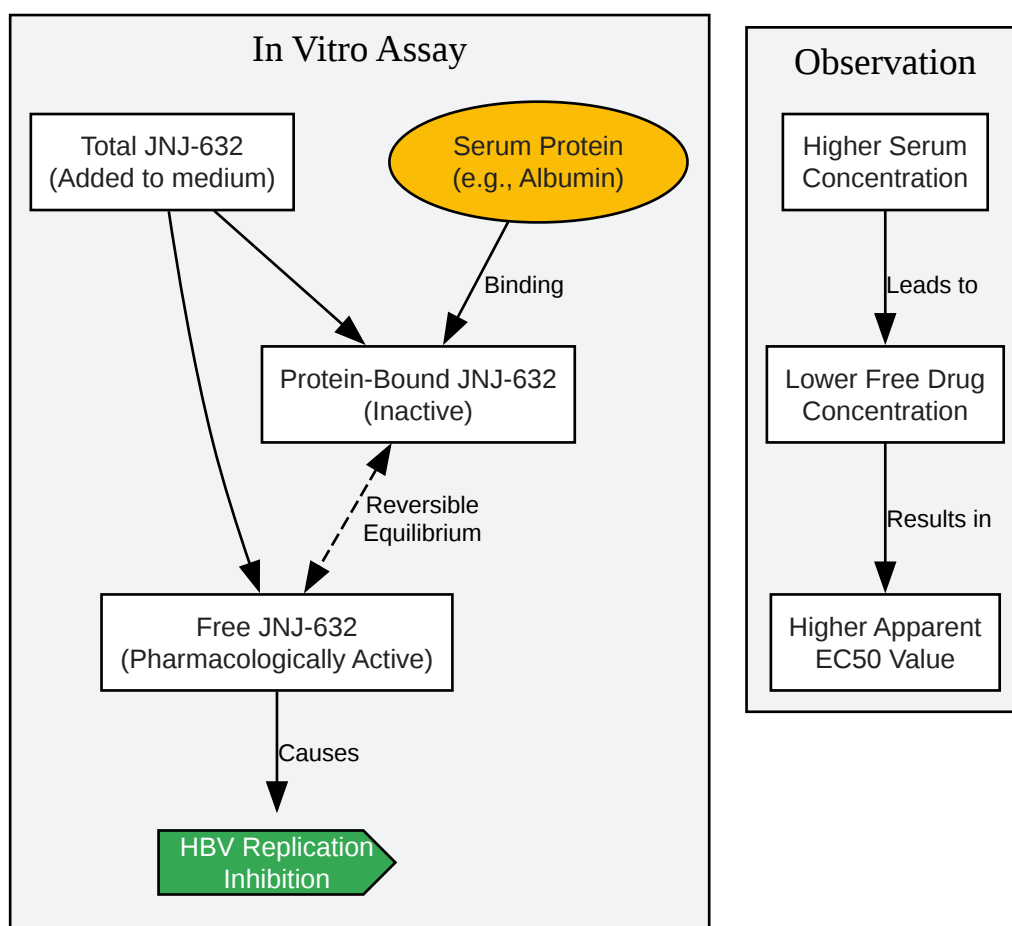 In Vitro Assay
Total JNJ-632
(Added to medium)
Serum Protein
(e.g., Albumin)
Binding
Protein-Bound JNJ-632
(Inactive)
Reversible
Equilibrium
Free JNJ-632
(Pharmacologically Active)
Causes
HBV Replication
Inhibition
Observation
Higher Serum
Concentration
Leads to
Lower Free Drug
Concentration
Results in
Higher Apparent
EC50 Value